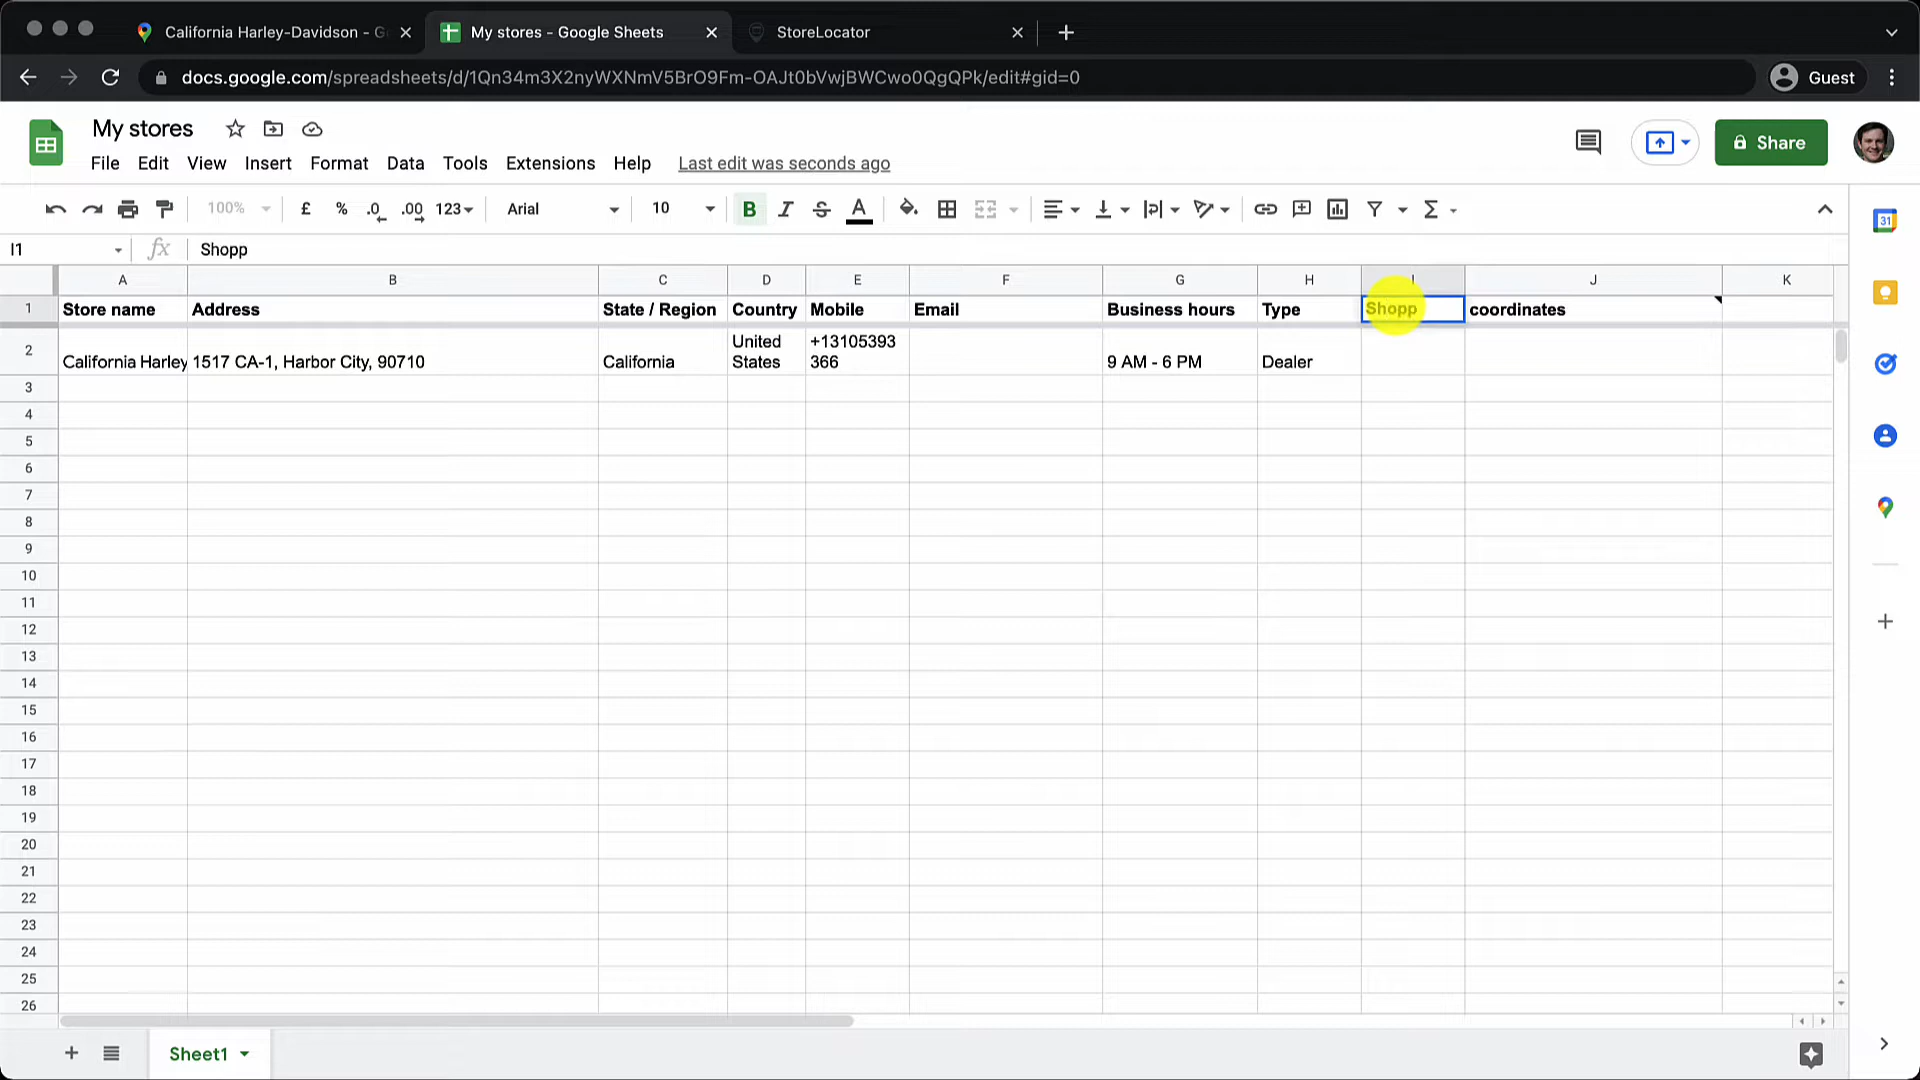 California Harley-Davidson - G
My stores - Google Sheets
StoreLocator
docs.google.com/spreadsheets/d/1Qn34m3X2nyWXNmV5BrO9Fm-OAJt0bVwjBWCwo0QgQPk/edit#gid=0
Guest
My stores
Share
File Edit View Insert Format Data Tools Extensions Help Last edit was seconds ago
100% £ % .0 .00 123 Arial 10 B I S A Σ
31
I1 fx Shopp
A B C D E F G H I J K
1 Store name Address State / Region Country Mobile Email Business hours Type Shopp coordinates
2 California Harley 1517 CA-1, Harbor City, 90710 California United States +13105393366 9 AM - 6 PM Dealer
3
4
5
6
7
8
9
10
11
12
13
14
15
16
17
18
19
20
21
22
23
24
25
26
Sheet1